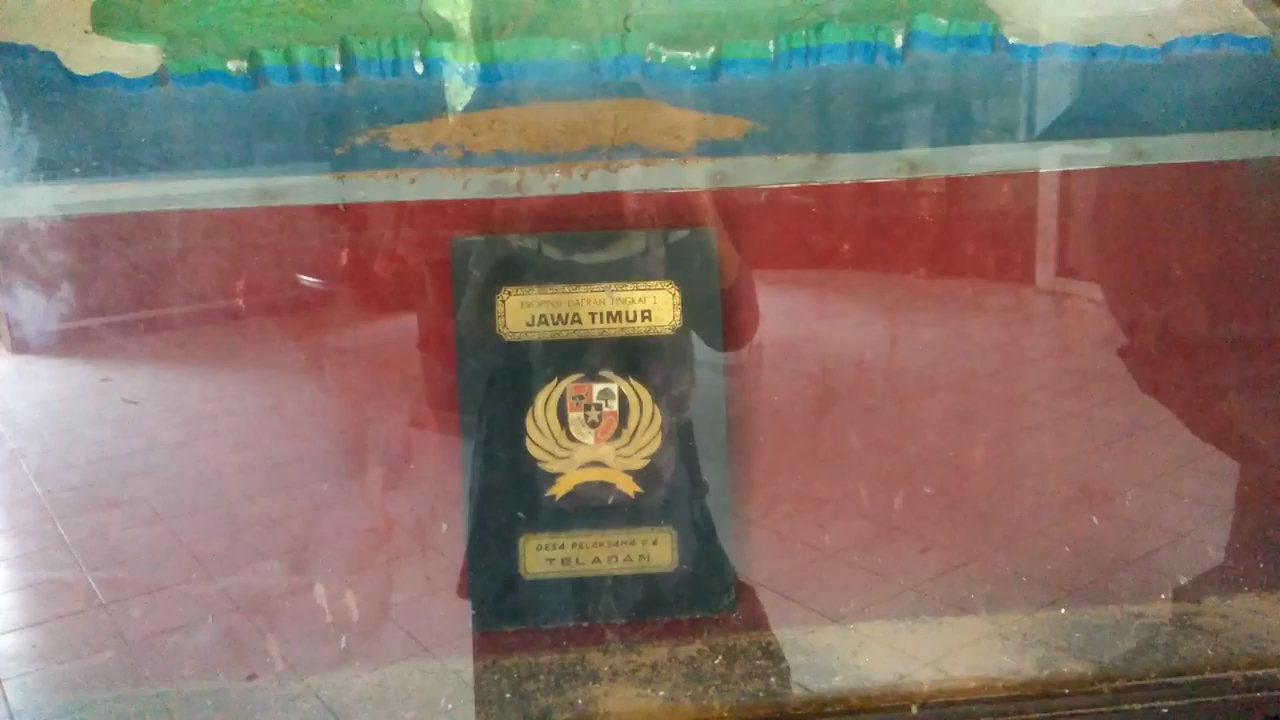 PROPINSI DAERAH TINGKAT I
JAWA TIMUR
DESA PELAKSANA P4
TELADAN